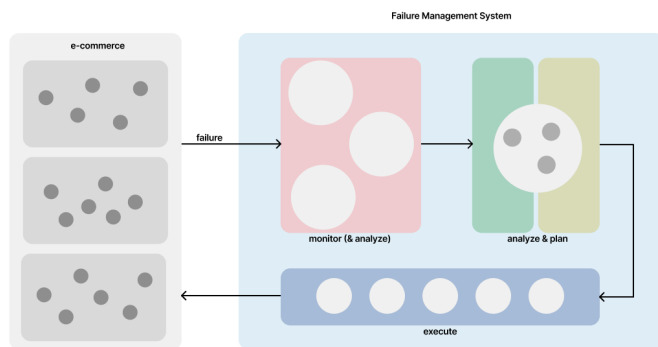 Failure Management System
e-commerce
failure
monitor (& analyze)
analyze & plan
execute